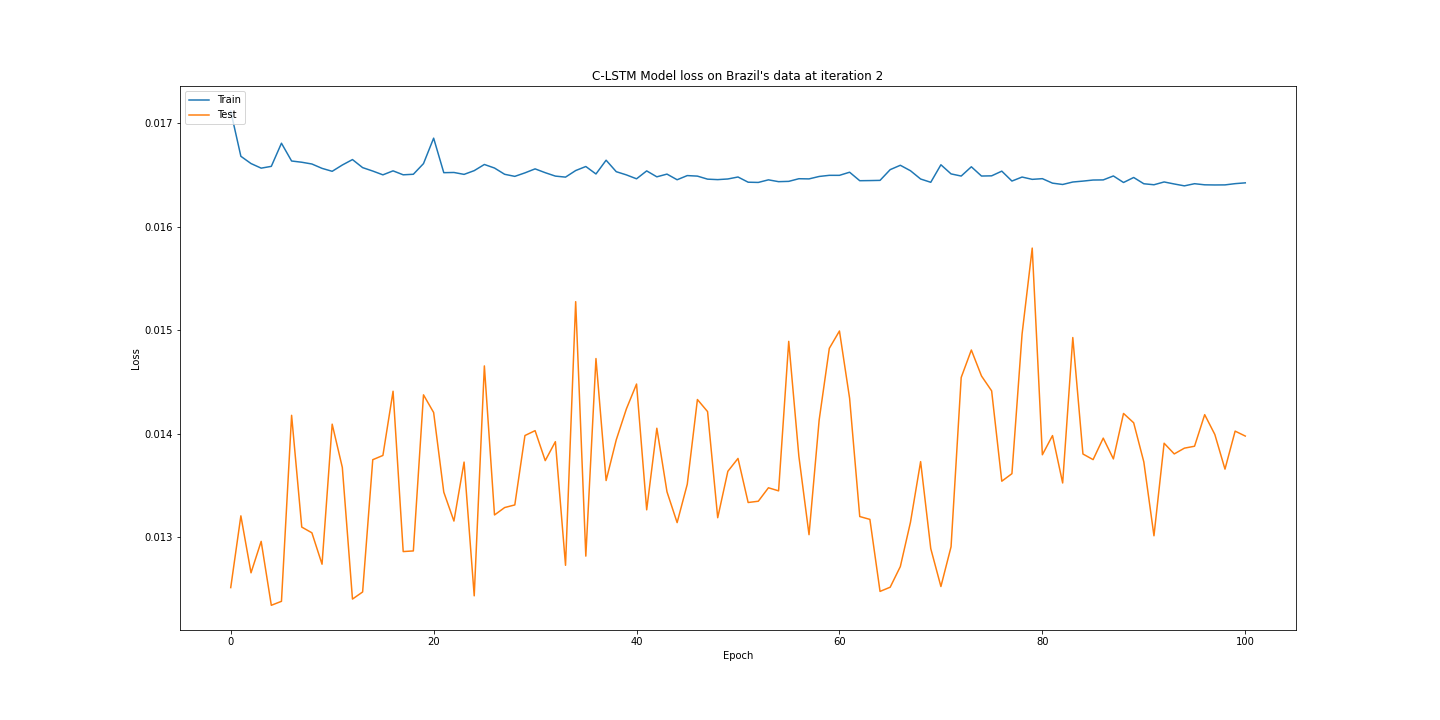 C-LSTM Model loss on Brazil's data at iteration 2
Train
Test
0.017
0.016
0.015
0.014
0.013
Loss
0 20 40 60 80 100
Epoch